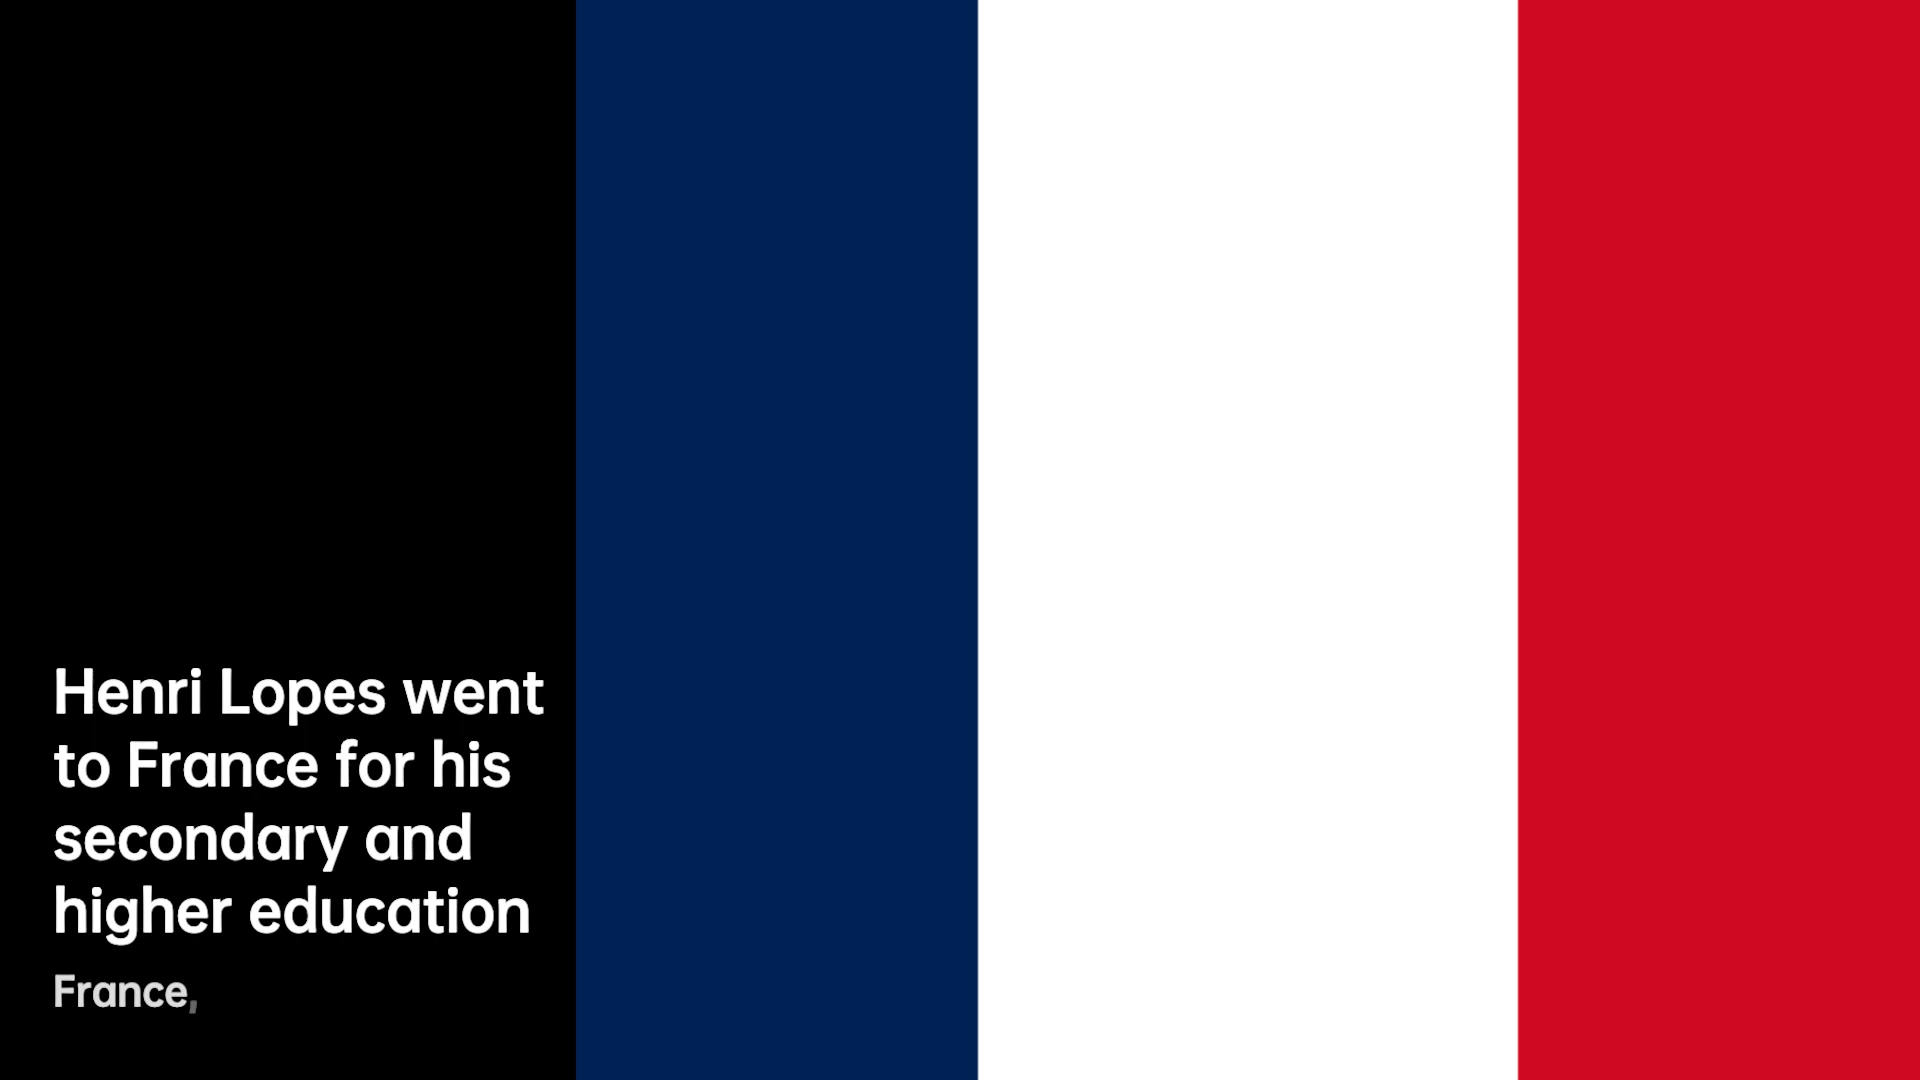 Henri Lopes went
to France for his
secondary and
higher education
France,